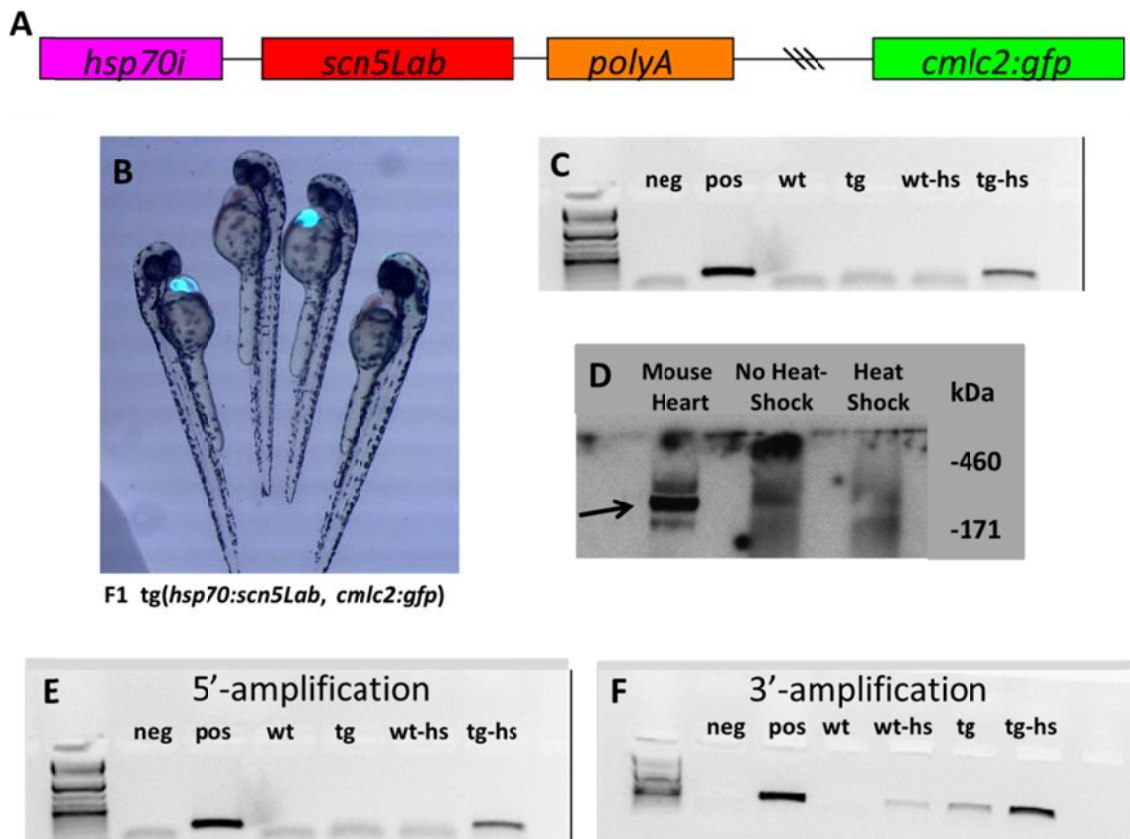 A
hsp70i scn5Lab polyA cmlc2:gfp
B
F1 tg(hsp70:scn5Lab, cmlc2:gfp)
C
neg pos wt tg wt-hs tg-hs
D
Mouse Heart No Heat-Shock Heat Shock
kDa
-460
-171
E
5'-amplification
neg pos wt tg wt-hs tg-hs
F
3'-amplification
neg pos wt wt-hs tg tg-hs